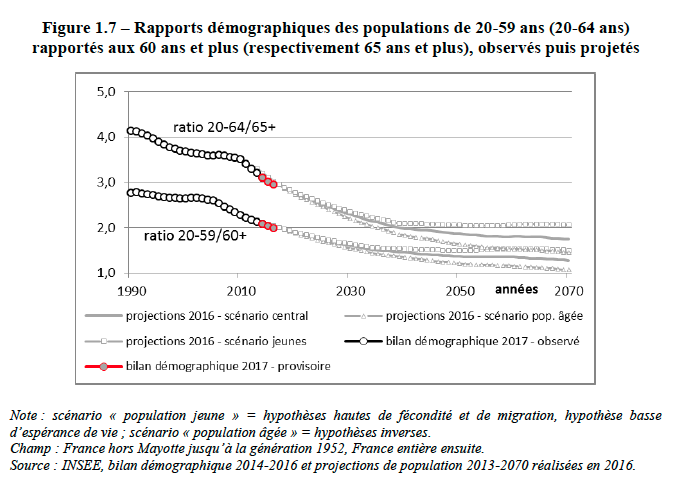 Figure 1.7 – Rapports démographiques des populations de 20-59 ans (20-64 ans)
rapportés aux 60 ans et plus (respectivement 65 ans et plus), observés puis projetés
5,0
4,0
3,0
2,0
1,0
ratio 20-64/65+
ratio 20-59/60+
1990
2010
2030
2050
années
2070
projections 2016 - scénario central
projections 2016 - scénario pop. âgée
projections 2016 - scénario jeunes
bilan démographique 2017 - observé
bilan démographique 2017 - provisoire
Note : scénario « population jeune » = hypothèses hautes de fécondité et de migration, hypothèse basse
d’espérance de vie ; scénario « population âgée » = hypothèses inverses.
Champ : France hors Mayotte jusqu’à la génération 1952, France entière ensuite.
Source : INSEE, bilan démographique 2014-2016 et projections de population 2013-2070 réalisées en 2016.